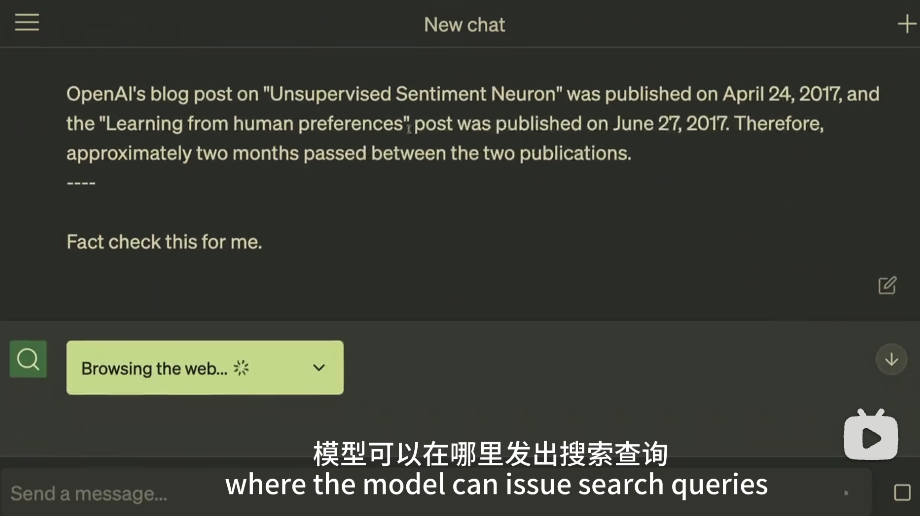 New chat
OpenAI's blog post on "Unsupervised Sentiment Neuron" was published on April 24, 2017, and
the "Learning from human preferences" post was published on June 27, 2017. Therefore,
approximately two months passed between the two publications.
----
Fact check this for me.
Browsing the web...
模型可以在哪里发出搜索查询
where the model can issue search queries
Send a message...